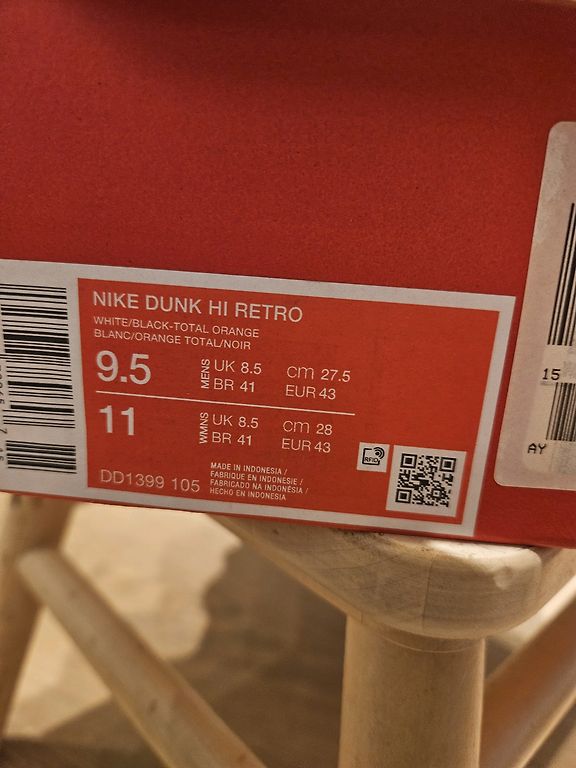 NIKE DUNK HI RETRO
WHITE/BLACK-TOTAL ORANGE
BLANC/ORANGE TOTAL/NOIR
9.5 MENS UK 8.5 cm 27.5
BR 41 EUR 43
11 WMNS UK 8.5 cm 28
BR 41 EUR 43
RFID
DD1399 105
MADE IN INDONESIA /
FABRIQUE EN INDONESIE /
FABRICADO NA INDONÉSIA /
HECHO EN INDONESIA
15
AY